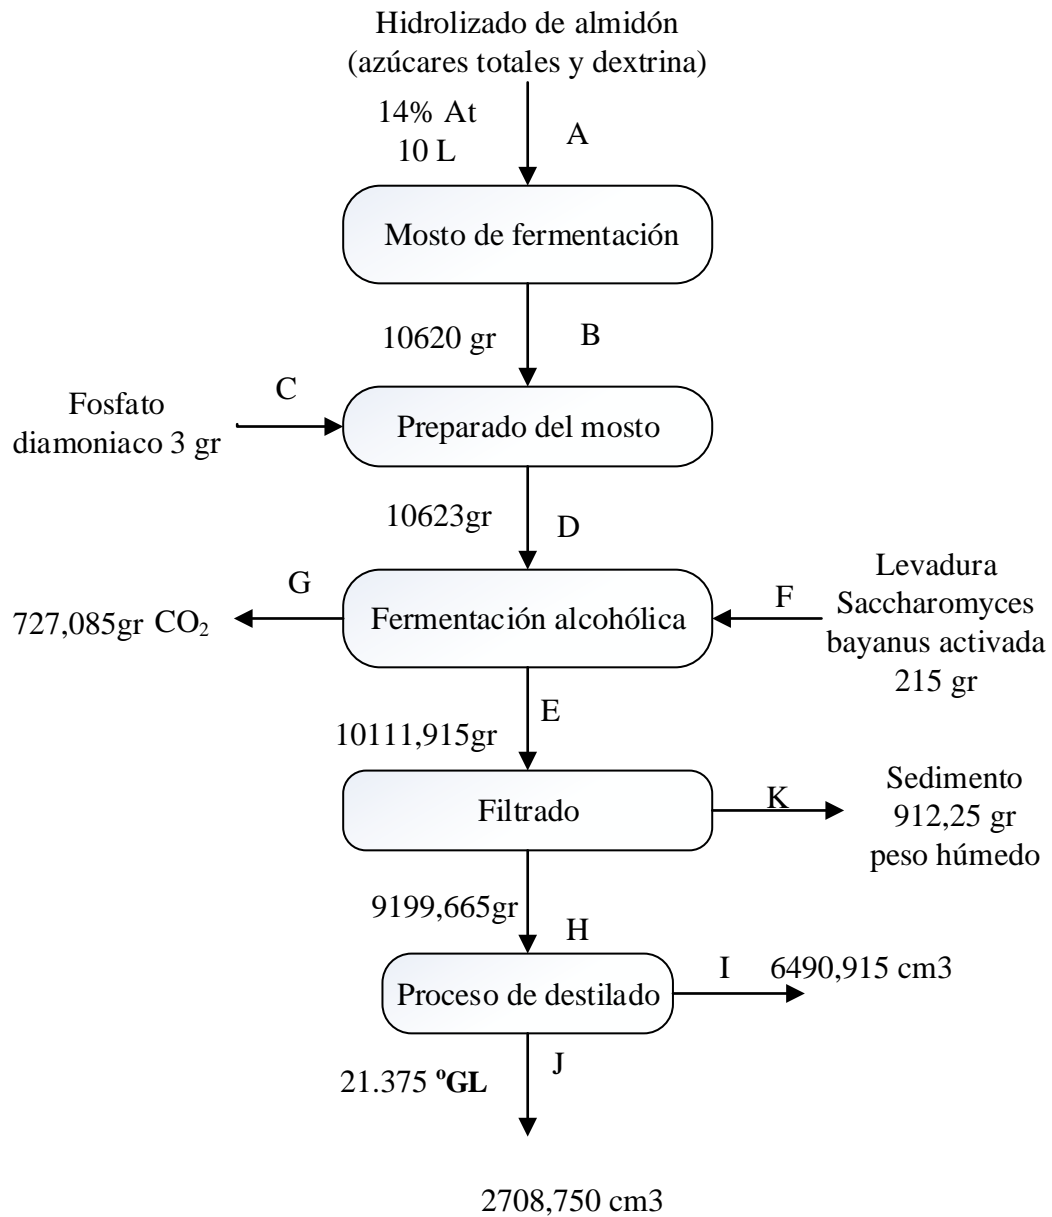 Hidrolizado de almidón
(azúcares totales y dextrina)
14% At
10 L
A
Mosto de fermentación
10620 gr
B
C
Fosfato
diamoniaco 3 gr
Preparado del mosto
10623gr
D
G
727,085gr CO₂
Fermentación alcohólica
F
Levadura
Saccharomyces
bayanus activada
215 gr
E
10111,915gr
Filtrado
K
Sedimento
912,25 gr
peso húmedo
9199,665gr
H
Proceso de destilado
I
6490,915 cm3
J
21.375 ºGL
2708,750 cm3